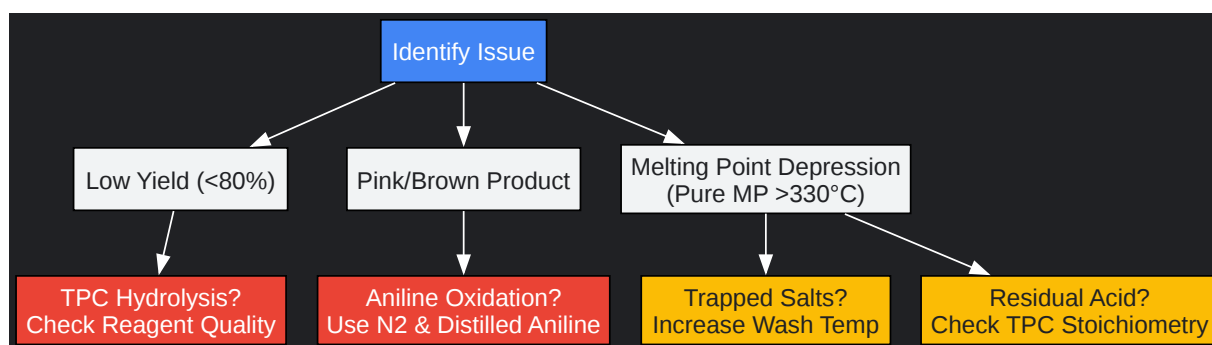 Identify Issue
Low Yield (<80%)
Pink/Brown Product
Melting Point Depression
(Pure MP >330°C)
TPC Hydrolysis?
Check Reagent Quality
Aniline Oxidation?
Use N2 & Distilled Aniline
Trapped Salts?
Increase Wash Temp
Residual Acid?
Check TPC Stoichiometry